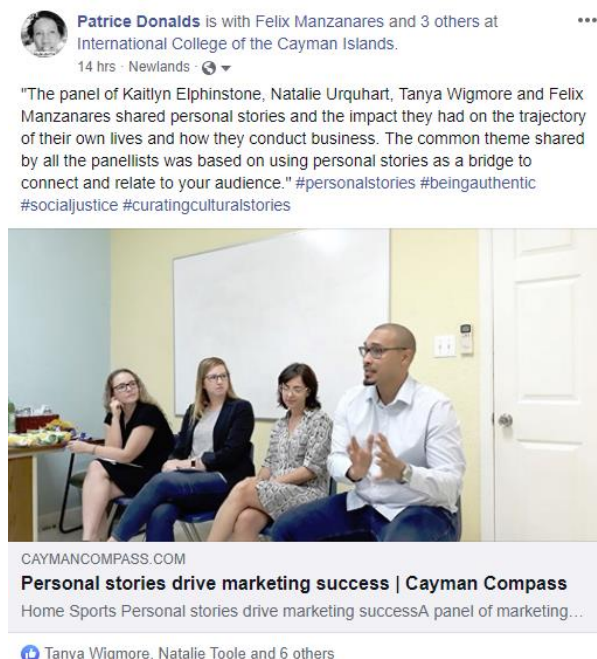 Patrice Donalds is with Felix Manzanares and 3 others at
International College of the Cayman Islands.
14 hrs · Newlands ·
"The panel of Kaitlyn Elphinstone, Natalie Urquhart, Tanya Wigmore and Felix
Manzanares shared personal stories and the impact they had on the trajectory
of their own lives and how they conduct business. The common theme shared
by all the panellists was based on using personal stories as a bridge to
connect and relate to your audience." #personalstories #beingauthentic
#socialjustice #curatingculturalstories
CAYMANCOMPASS.COM
Personal stories drive marketing success | Cayman Compass
Home Sports Personal stories drive marketing successA panel of marketing...
Tanya Wigmore, Natalie Toole and 6 others